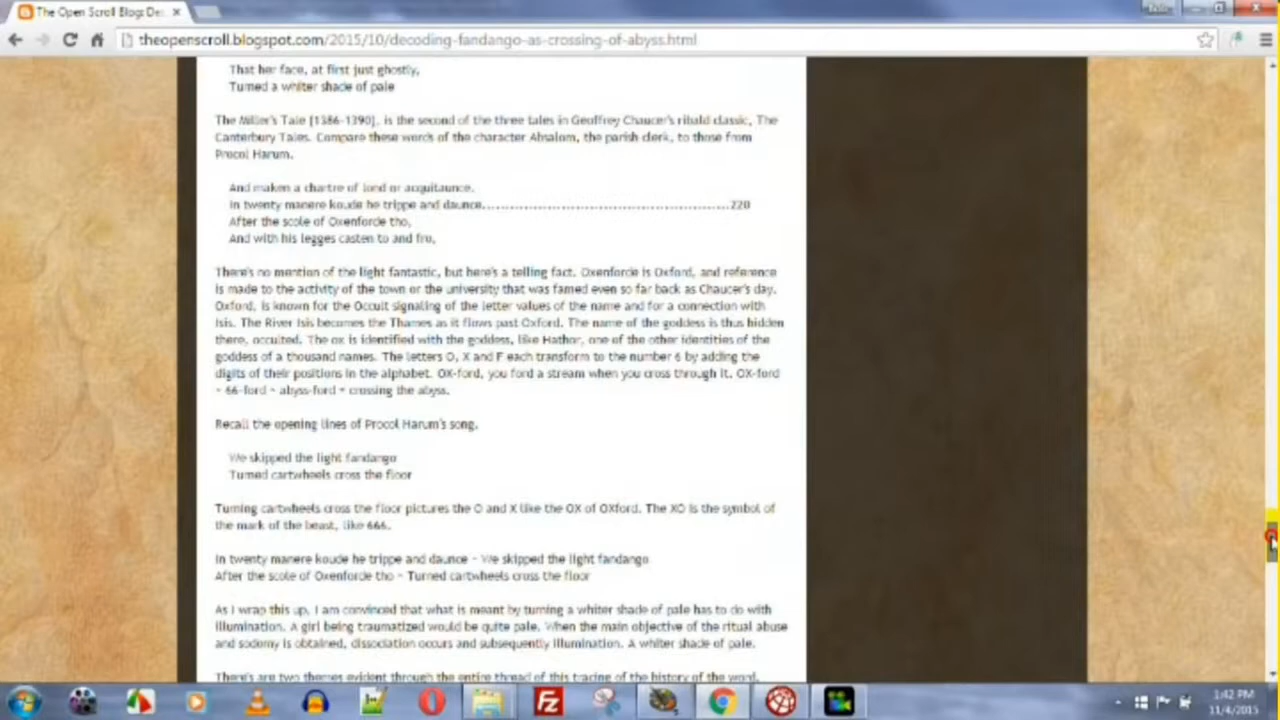 The Open Scroll Blog: De
theopenscroll.blogspot.com/2015/10/decoding-fandango-as-crossing-of-abyss.html
That her face, at first just ghostly,
Turned a whiter shade of pale
The Miller's Tale [1386-1390], is the second of the three tales in Geoffrey Chaucer's ribald classic, The
Canterbury Tales. Compare these words of the character Absalom, the parish clerk, to those from
Procol Harum.
And maken a chartre of lond or acquitaunce.
In twenty manere koude he trippe and daunce.......................................................220
After the scole of Oxenforde tho,
And with his legges casten to and fro,
There's no mention of the light fantastic, but here's a telling fact. Oxenforde is Oxford, and reference
is made to the activity of the town or the university that was famed even so far back as Chaucer's day.
Oxford, is known for the Occult signaling of the letter values of the name and for a connection with
Isis. The River Isis becomes the Thames as it flows past Oxford. The name of the goddess is thus hidden
there, occulted. The ox is identified with the goddess, like Hathor, one of the other identities of the
goddess of a thousand names. The letters O, X and F each transform to the number 6 by adding the
digits of their positions in the alphabet. OX-ford, you ford a stream when you cross through it. OX-ford
= 66-ford = abyss-ford = crossing the abyss.
Recall the opening lines of Procol Harum's song.
We skipped the light fandango
Turned cartwheels cross the floor
Turning cartwheels cross the floor pictures the O and X like the OX of OXford. The XO is the symbol of
the mark of the beast, like 666.
In twenty manere koude he trippe and daunce - We skipped the light fandango
After the scole of Oxenforde tho - Turned cartwheels cross the floor
As I wrap this up, I am convinced that what is meant by turning a whiter shade of pale has to do with
illumination. A girl being traumatized would be quite pale. When the main objective of the ritual abuse
and sodomy is obtained, dissociation occurs and subsequently illumination. A whiter shade of pale.
There's are two themes evident through the entire thread of this tracing of the history of the word.
1:42 PM
11/4/2015